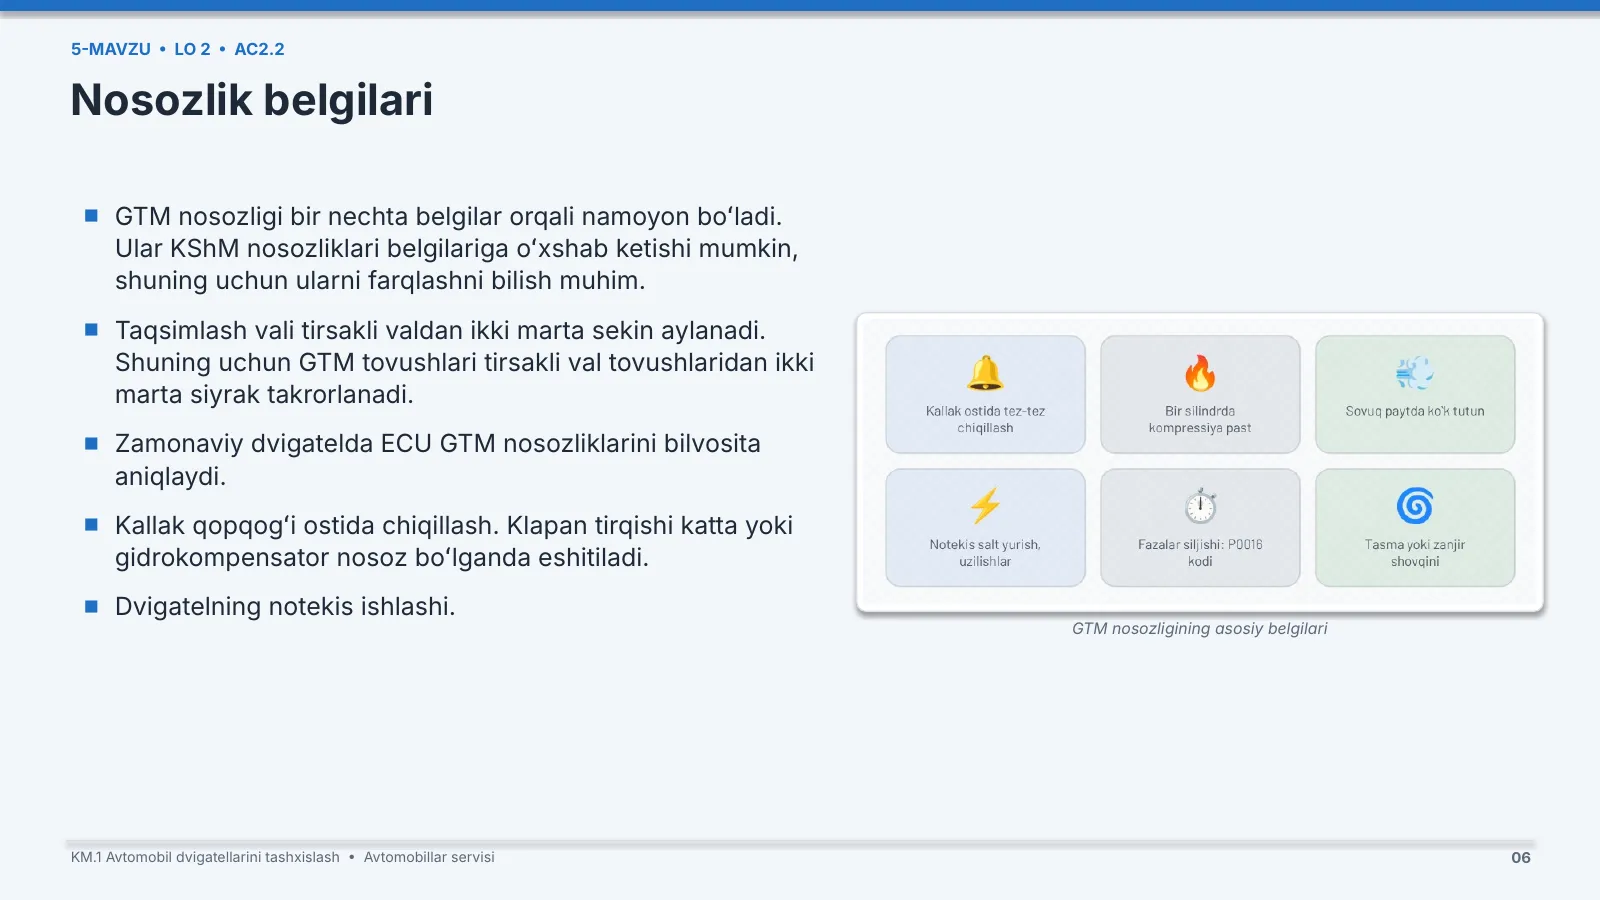 5-MAVZU • LO 2 • AC2.2
Nosozlik belgilari
GTM nosozligi bir nechta belgilar orqali namoyon boʻladi.
Ular KShM nosozliklari belgilariga oʻxshab ketishi mumkin,
shuning uchun ularni farqlashni bilish muhim.
Taqsimlash vali tirsakli valdan ikki marta sekin aylanadi.
Shuning uchun GTM tovushlari tirsakli val tovushlaridan ikki
marta siyrak takrorlanadi.
Zamonaviy dvigatelda ECU GTM nosozliklarini bilvosita
aniqlaydi.
Kallak qopqogʻi ostida chiqillash. Klapan tirqishi katta yoki
gidrokompensator nosoz boʻlganda eshitiladi.
Dvigatelning notekis ishlashi.
Kallak ostida tez-tez
chiqillash
Bir silindrda
kompressiya past
Sovuq paytda koʻk tutun
Notekis salt yurish,
uzilishlar
Fazalar siljishi: P0016
kodi
Tasma yoki zanjir
shovqini
GTM nosozligining asosiy belgilari
KM.1 Avtomobil dvigatellarini tashxislash • Avtomobillar servisi
06